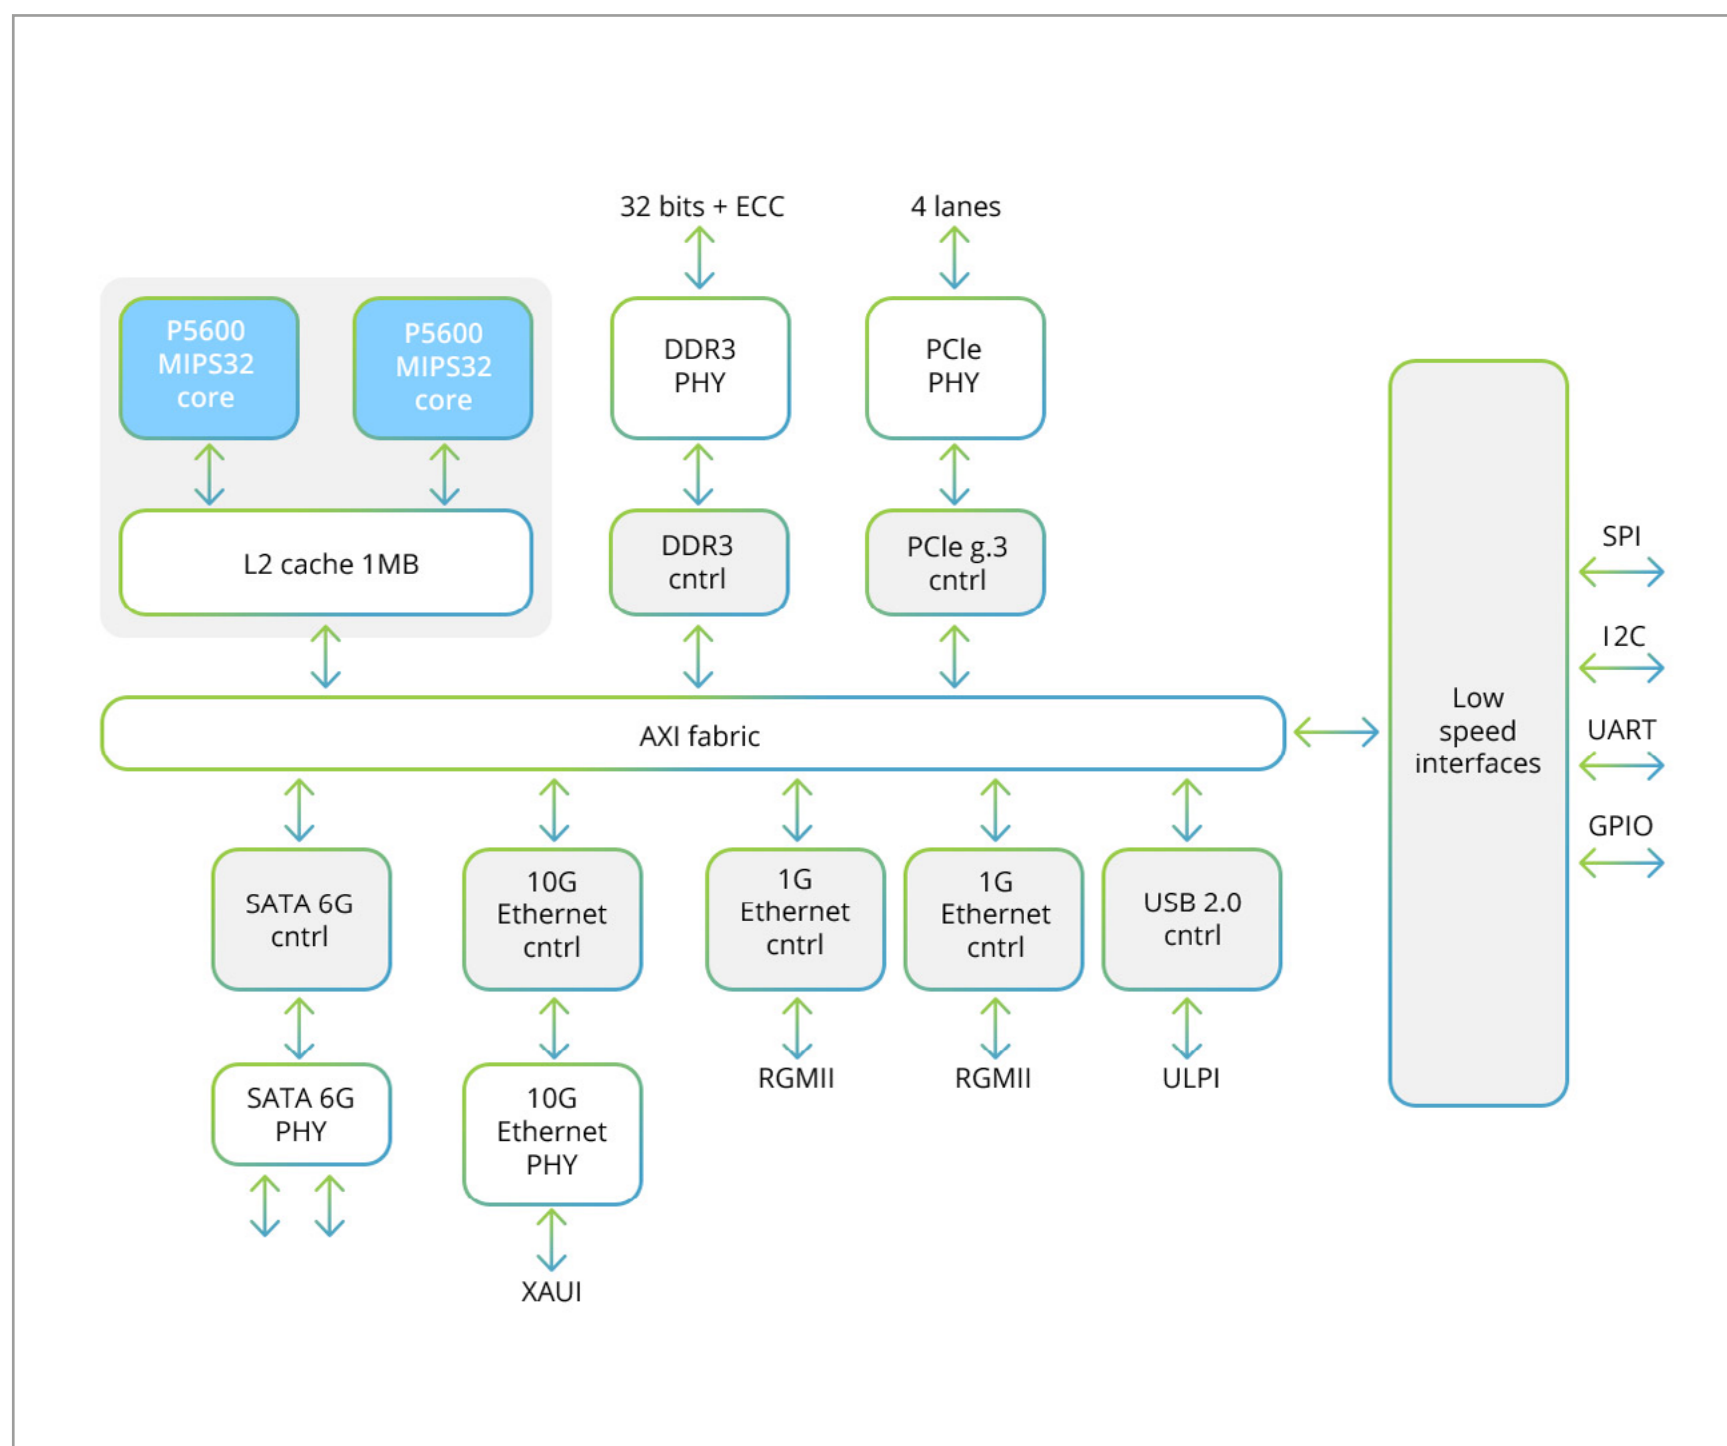 32 bits + ECC
4 lanes
P5600
MIPS32
core
P5600
MIPS32
core
DDR3
PHY
PCIe
PHY
L2 cache 1MB
DDR3
cntrl
PCIe g.3
cntrl
AXI fabric
Low
speed
interfaces
SPI
I2C
UART
GPIO
SATA 6G
cntrl
10G
Ethernet
cntrl
1G
Ethernet
cntrl
1G
Ethernet
cntrl
USB 2.0
cntrl
SATA 6G
PHY
10G
Ethernet
PHY
RGMII
RGMII
ULPI
XAUI